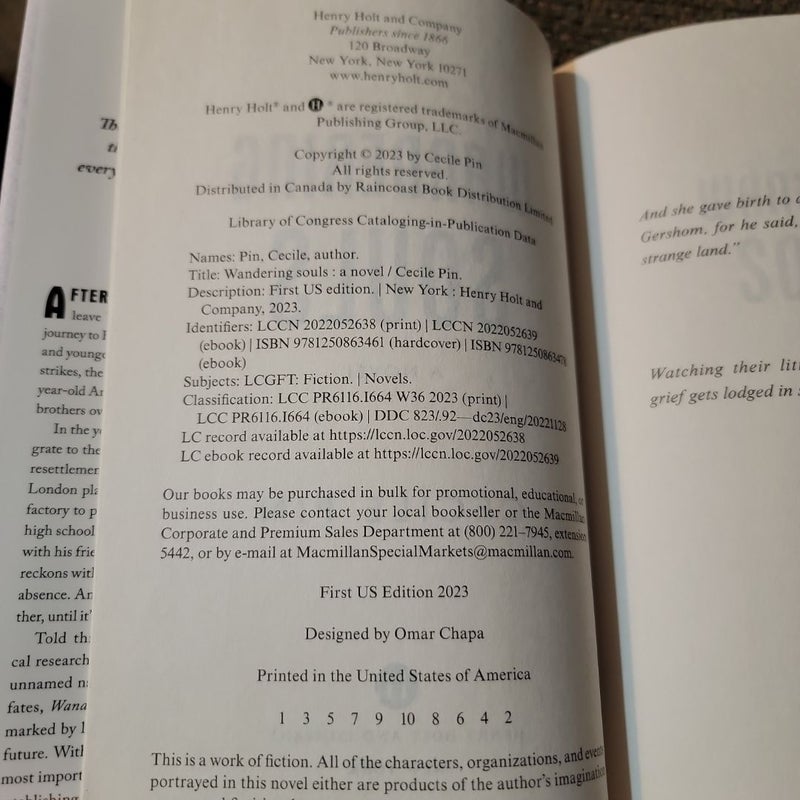 Henry Holt and Company
Publishers since 1866
120 Broadway
New York, New York 10271
www.henryholt.com
Henry Holt® and H ® are registered trademarks of Macmillan
Publishing Group, LLC.
Copyright © 2023 by Cecile Pin
All rights reserved.
Distributed in Canada by Raincoast Book Distribution Limited
Library of Congress Cataloging-in-Publication Data
Names: Pin, Cecile, author.
Title: Wandering souls : a novel / Cecile Pin.
Description: First US edition. | New York : Henry Holt and
Company, 2023.
Identifiers: LCCN 2022052638 (print) | LCCN 2022052639
(ebook) | ISBN 9781250863461 (hardcover) | ISBN 9781250863478
(ebook)
Subjects: LCGFT: Fiction. | Novels.
Classification: LCC PR6116.I664 W36 2023 (print) |
LCC PR6116.I664 (ebook) | DDC 823/.92—dc23/eng/20221128
LC record available at https://lccn.loc.gov/2022052638
LC ebook record available at https://lccn.loc.gov/2022052639
Our books may be purchased in bulk for promotional, educational, or
business use. Please contact your local bookseller or the Macmillan
Corporate and Premium Sales Department at (800) 221–7945, extension
5442, or by e-mail at MacmillanSpecialMarkets@macmillan.com.
First US Edition 2023
Designed by Omar Chapa
Printed in the United States of America
1 3 5 7 9 10 8 6 4 2
This is a work of fiction. All of the characters, organizations, and events
portrayed in this novel either are products of the author's imagination
every
AFTER
leave
journey to
and young
strikes, the
year-old
brothers
In the
grate to the
resettlemen
London
factory to p
high school
with his frie
reckons wit
absence. An
ther, until it'
Told th
cal research
unnamed
fates, Wand
marked by
future. With
most import
And she gave birth to
Gershom, for he said,
strange land."
Watching their
grief gets lodged in